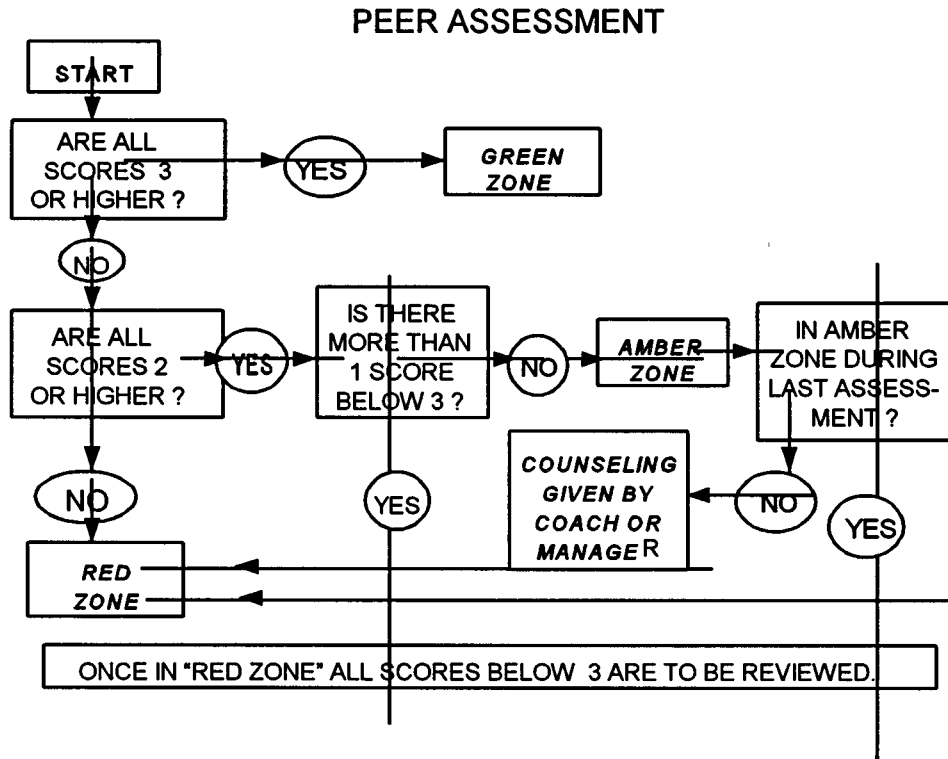 PEER ASSESSMENT
START
ARE ALL
SCORES 3
OR HIGHER ?
YES
GREEN
ZONE
NO
ARE ALL
SCORES 2
OR HIGHER ?
YES
IS THERE
MORE THAN
1 SCORE
BELOW 3 ?
NO
AMBER
ZONE
IN AMBER
ZONE DURING
LAST ASSESS-
MENT ?
NO
YES
COUNSELING
GIVEN BY
COACH OR
MANAGER
NO
YES
RED
ZONE
ONCE IN "RED ZONE" ALL SCORES BELOW 3 ARE TO BE REVIEWED.